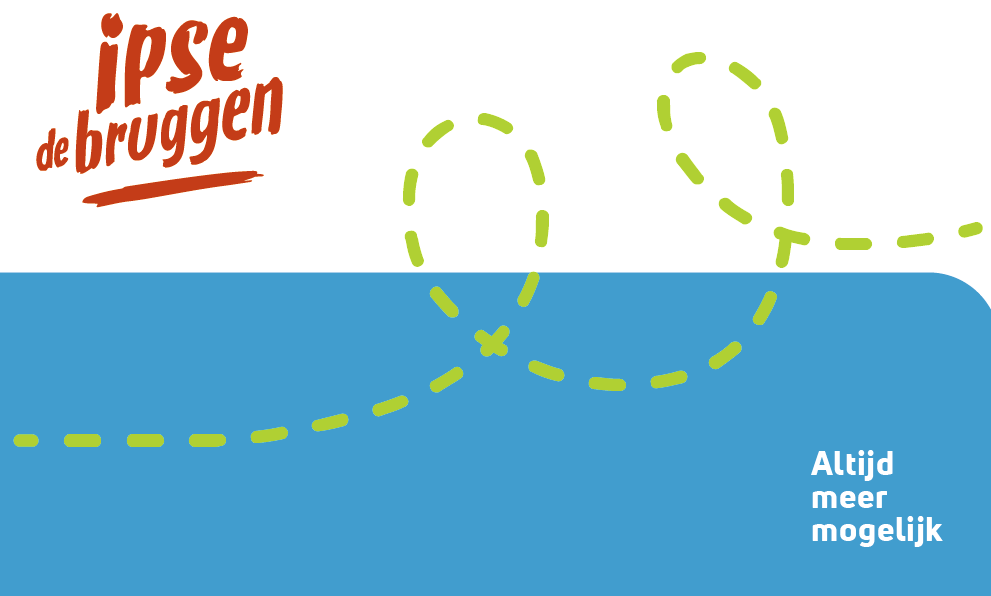 ipse
de bruggen
Altijd
meer
mogelijk